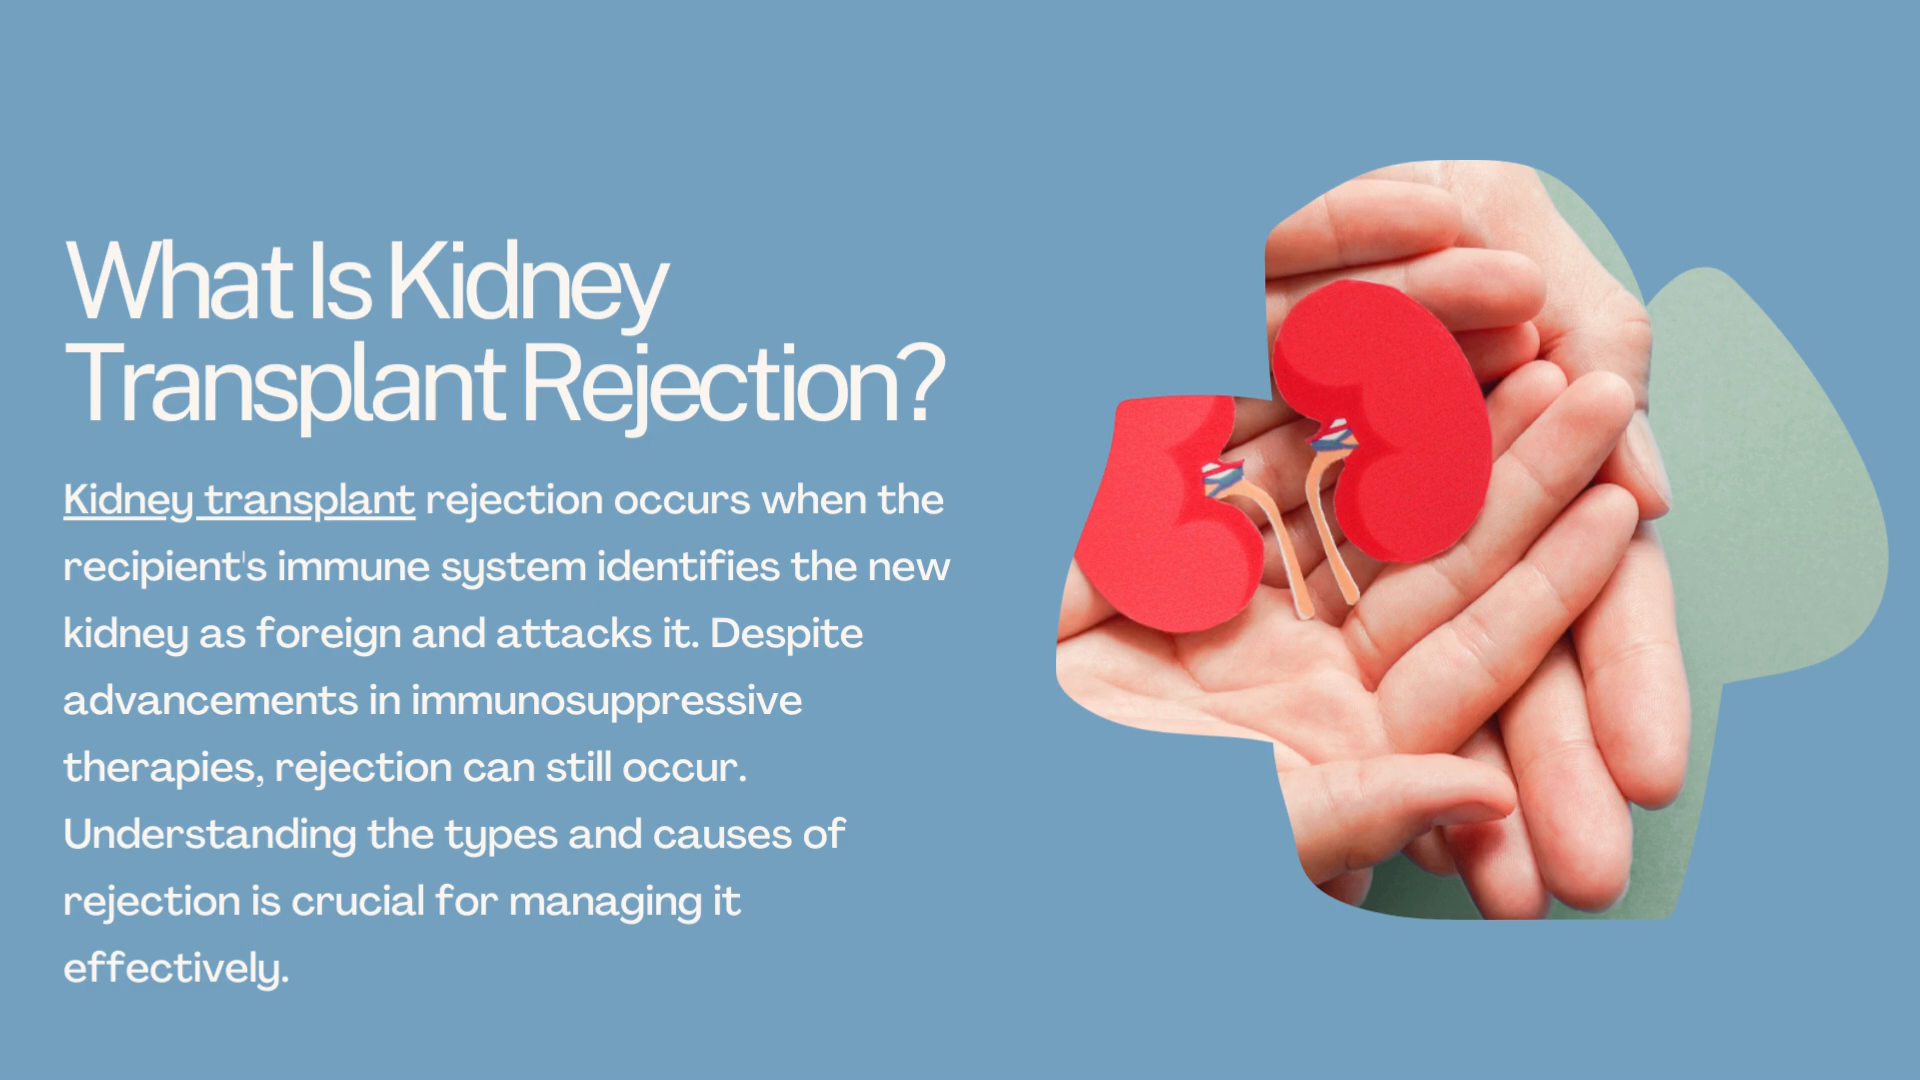 What Is Kidney
Transplant Rejection?
Kidney transplant rejection occurs when the
recipient's immune system identifies the new
kidney as foreign and attacks it. Despite
advancements in immunosuppressive
therapies, rejection can still occur.
Understanding the types and causes of
rejection is crucial for managing it
effectively.